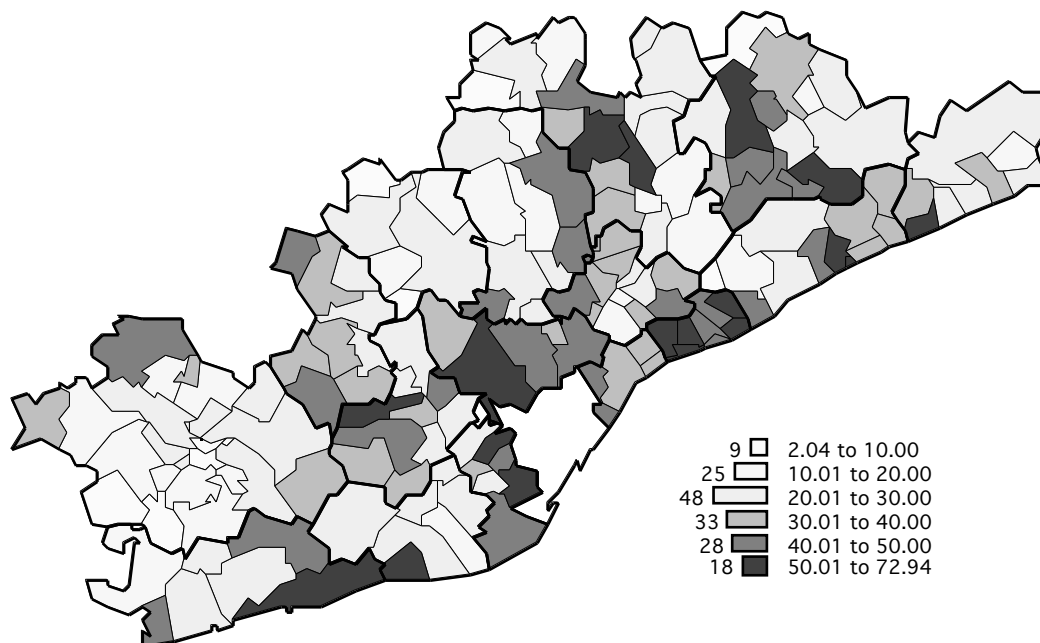 9 2.04 to 10.00
25 10.01 to 20.00
48 20.01 to 30.00
33 30.01 to 40.00
28 40.01 to 50.00
18 50.01 to 72.94